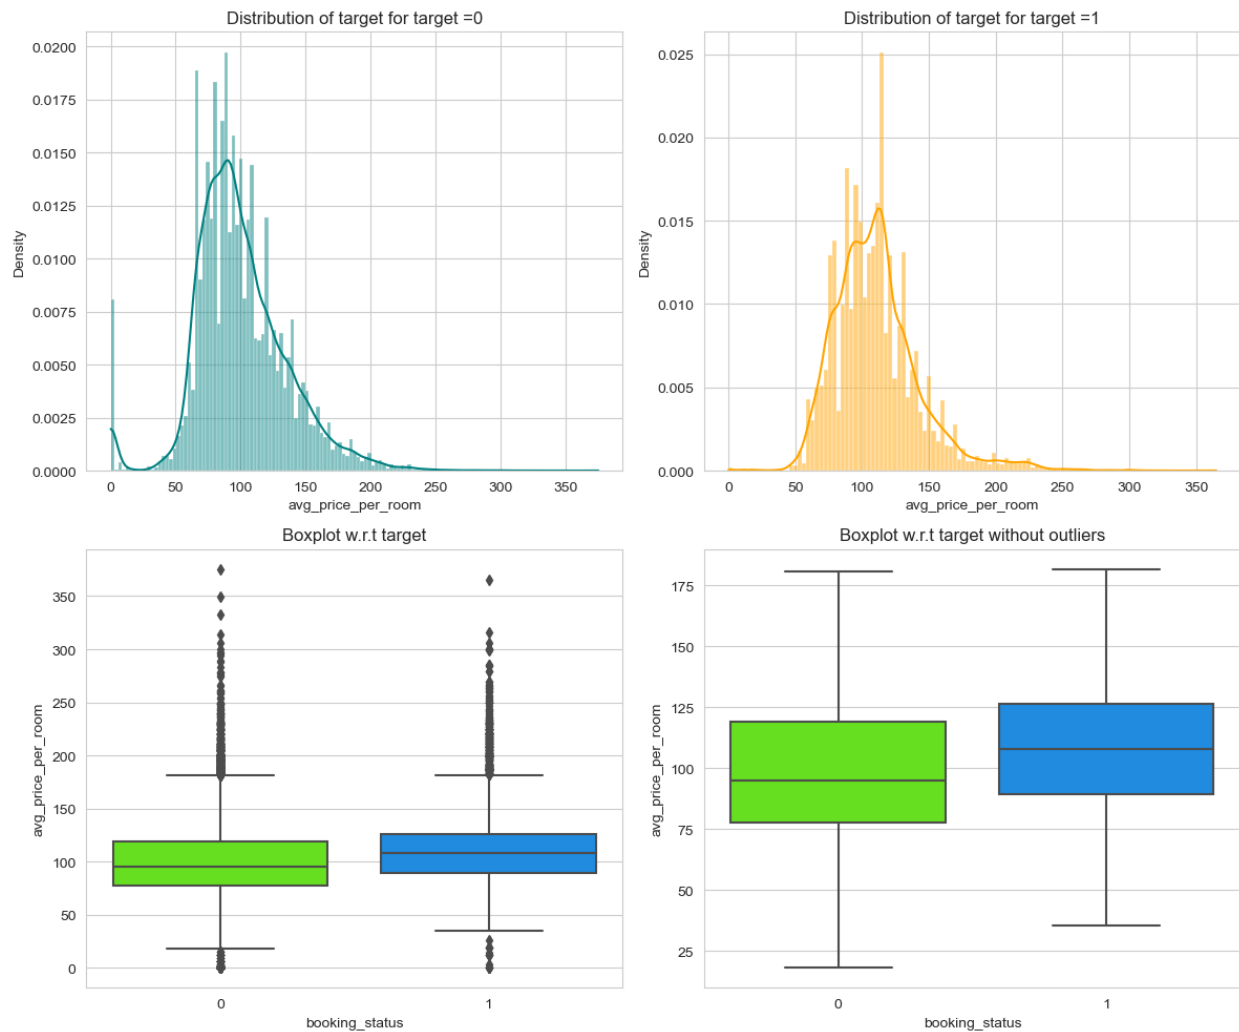 Distribution of target for target =0
0.0200
0.0175
0.0150
0.0125
0.0100
0.0075
0.0050
0.0025
0.0000
Density
0 50 100 150 200 250 300 350
avg_price_per_room
Distribution of target for target =1
0.025
0.020
0.015
0.010
0.005
0.000
Density
0 50 100 150 200 250 300 350
avg_price_per_room
Boxplot w.r.t target
350
300
250
200
150
100
50
0
avg_price_per_room
0 1
booking_status
Boxplot w.r.t target without outliers
175
150
125
100
75
50
25
avg_price_per_room
0 1
booking_status